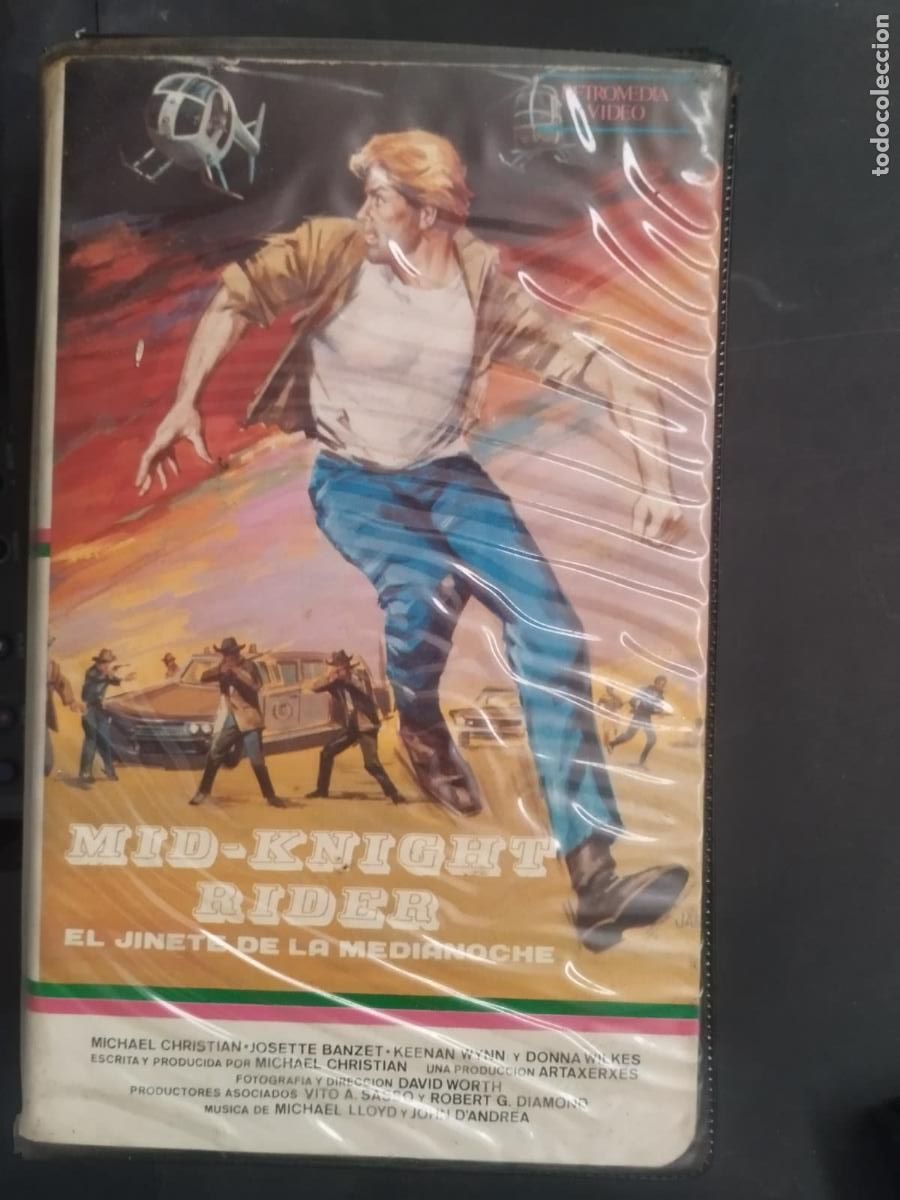 METROMEDIA
VIDEO
MID-KNIGHT
RIDER
EL JINETE DE LA MEDIANOCHE
MICHAEL CHRISTIAN • JOSETTE BANZET • KEENAN WYNN Y DONNA WILKES
ESCRITA Y PRODUCIDA POR MICHAEL CHRISTIAN UNA PRODUCCION ARTAXERXES
FOTOGRAFIA Y DIRECCION DAVID WORTH
PRODUCTORES ASOCIADOS VITO A. SASSO Y ROBERT G. DIAMOND
MUSICA DE MICHAEL LLOYD Y JOHN D'ANDREA
todocoleccion